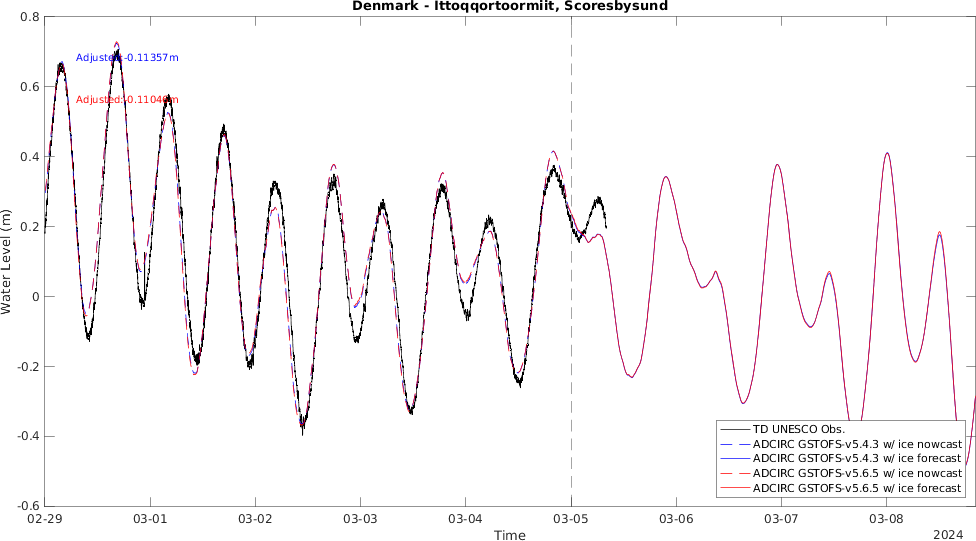 Denmark - Ittoqqortoormiit, Scoresbysund
0.8
0.6
0.4
0.2
0
-0.2
-0.4
-0.6
Water Level (m)
Adjusted:-0.11357m
TD UNESCO Obs.
ADCIRC GSTOFS-v5.4.3 w/ ice nowcast
ADCIRC GSTOFS-v5.4.3 w/ ice forecast
ADCIRC GSTOFS-v5.6.5 w/ ice nowcast
ADCIRC GSTOFS-v5.6.5 w/ ice forecast
02-29 03-01 03-02 03-03 03-04 03-05 03-06 03-07 03-08
Time
2024